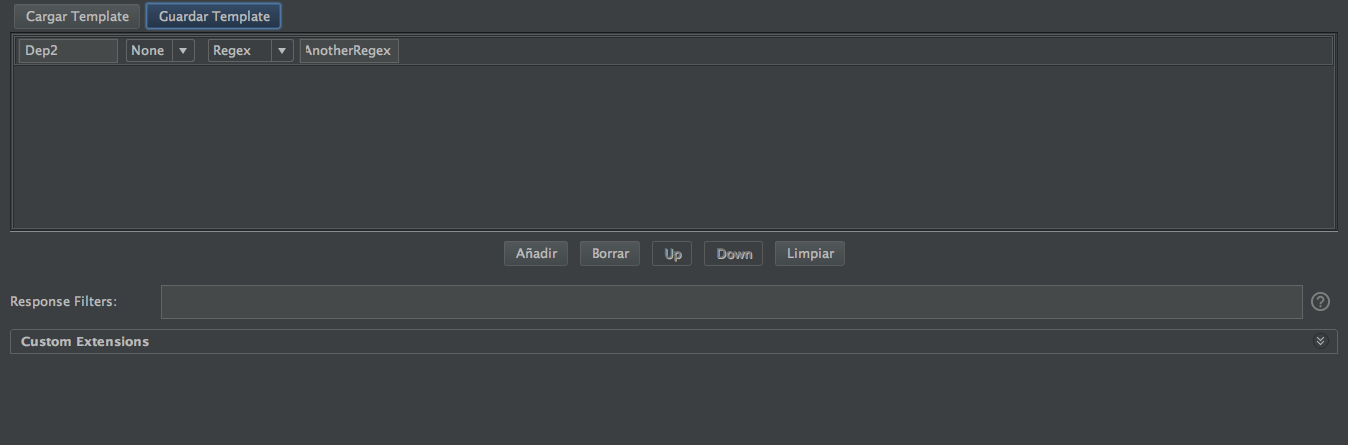 Cargar Template Guardar Template
Dep2 None Regex AnotherRegex
Añadir Borrar Up Down Limpiar
Response Filters: ?
Custom Extensions